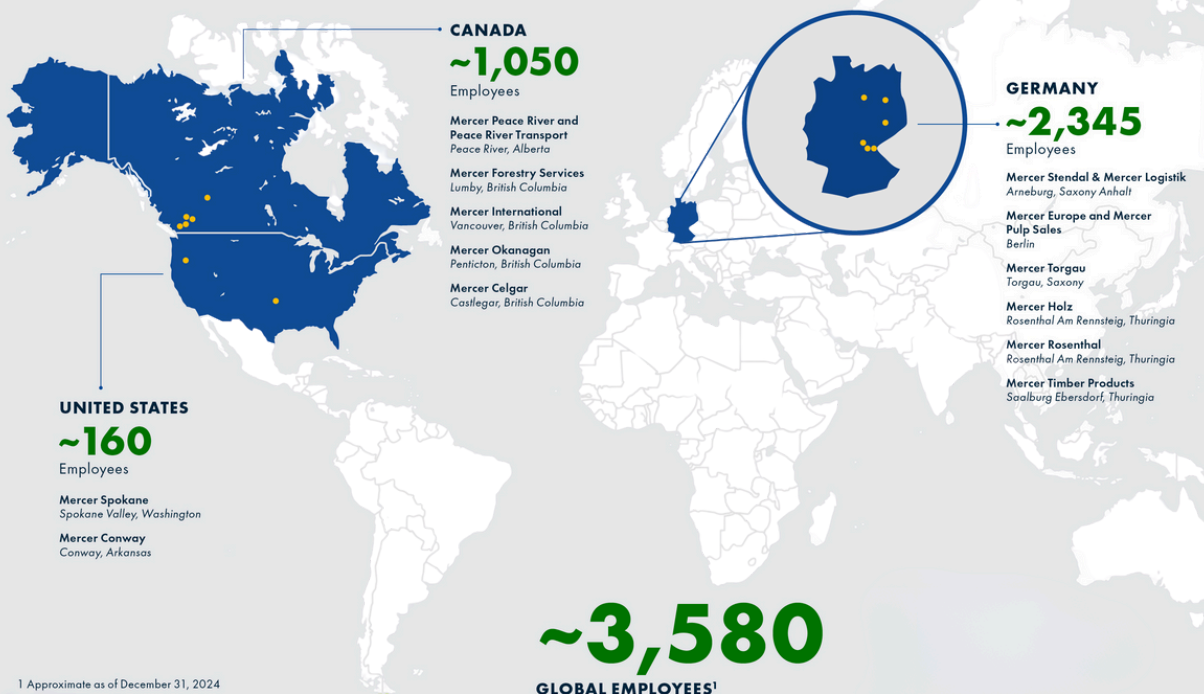 CANADA
~1,050
Employees
Mercer Peace River and
Peace River Transport
Peace River, Alberta
Mercer Forestry Services
Lumby, British Columbia
Mercer International
Vancouver, British Columbia
Mercer Okanagan
Penticton, British Columbia
Mercer Celgar
Castlegar, British Columbia
GERMANY
~2,345
Employees
Mercer Stendal & Mercer Logistik
Arneburg, Saxony Anhalt
Mercer Europe and Mercer
Pulp Sales
Berlin
Mercer Torgau
Torgau, Saxony
Mercer Holz
Rosenthal Am Rennsteig, Thuringia
Mercer Rosenthal
Rosenthal Am Rennsteig, Thuringia
Mercer Timber Products
Saalburg Ebersdorf, Thuringia
UNITED STATES
~160
Employees
Mercer Spokane
Spokane Valley, Washington
Mercer Conway
Conway, Arkansas
~3,580
GLOBAL EMPLOYEES¹
1 Approximate as of December 31, 2024